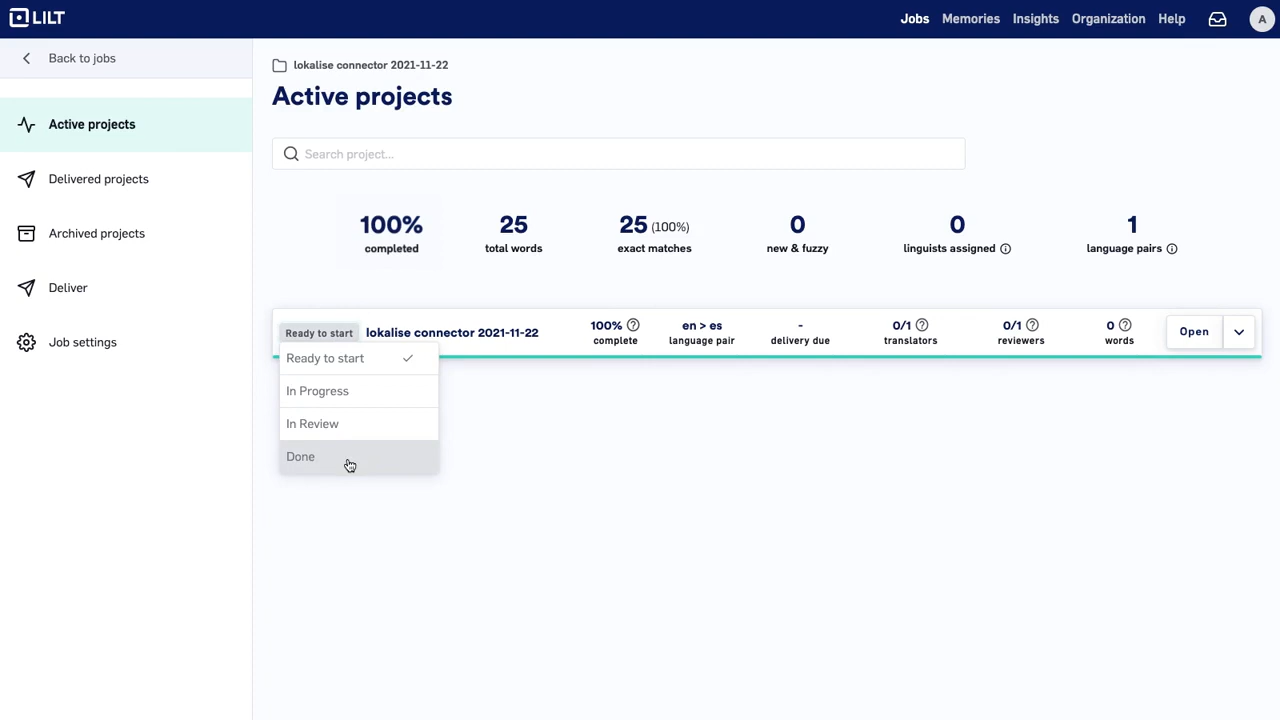 LILT
Jobs Memories Insights Organization Help A
Back to jobs
Active projects
Delivered projects
Archived projects
Deliver
Job settings
lokalise connector 2021-11-22
Active projects
Search project...
100% 25 25 (100%) 0 0 1
completed total words exact matches new & fuzzy linguists assigned language pairs
Ready to start lokalise connector 2021-11-22 100% en > es - 0/1 0/1 0 Open
complete language pair delivery due translators reviewers words
Ready to start
In Progress
In Review
Done